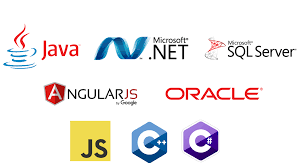 Java
Microsoft®
.NET
Microsoft®
SQL Server®
ANGULARJS
by Google
ORACLE
JS
C++
C#